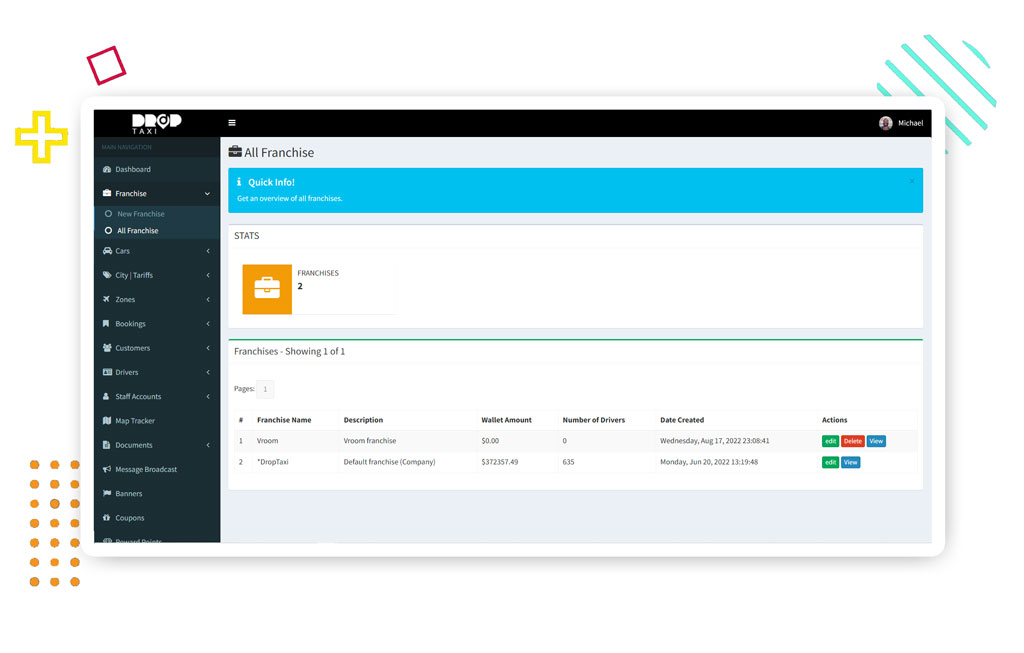 DROP
TAXI
Michael
MAIN NAVIGATION
Dashboard
Franchise
New Franchise
All Franchise
Cars
City | Tariffs
Zones
Bookings
Customers
Drivers
Staff Accounts
Map Tracker
Documents
Message Broadcast
Banners
Coupons
Reward Points
All Franchise
Quick Info!
×
Get an overview of all franchises.
STATS
FRANCHISES
2
Franchises - Showing 1 of 1
Pages: 1
# Franchise Name Description Wallet Amount Number of Drivers Date Created Actions
1 Vroom Vroom franchise $0.00 0 Wednesday, Aug 17, 2022 23:08:41 edit Delete View
2 *DropTaxi Default franchise (Company) $372357.49 635 Monday, Jun 20, 2022 13:19:48 edit View